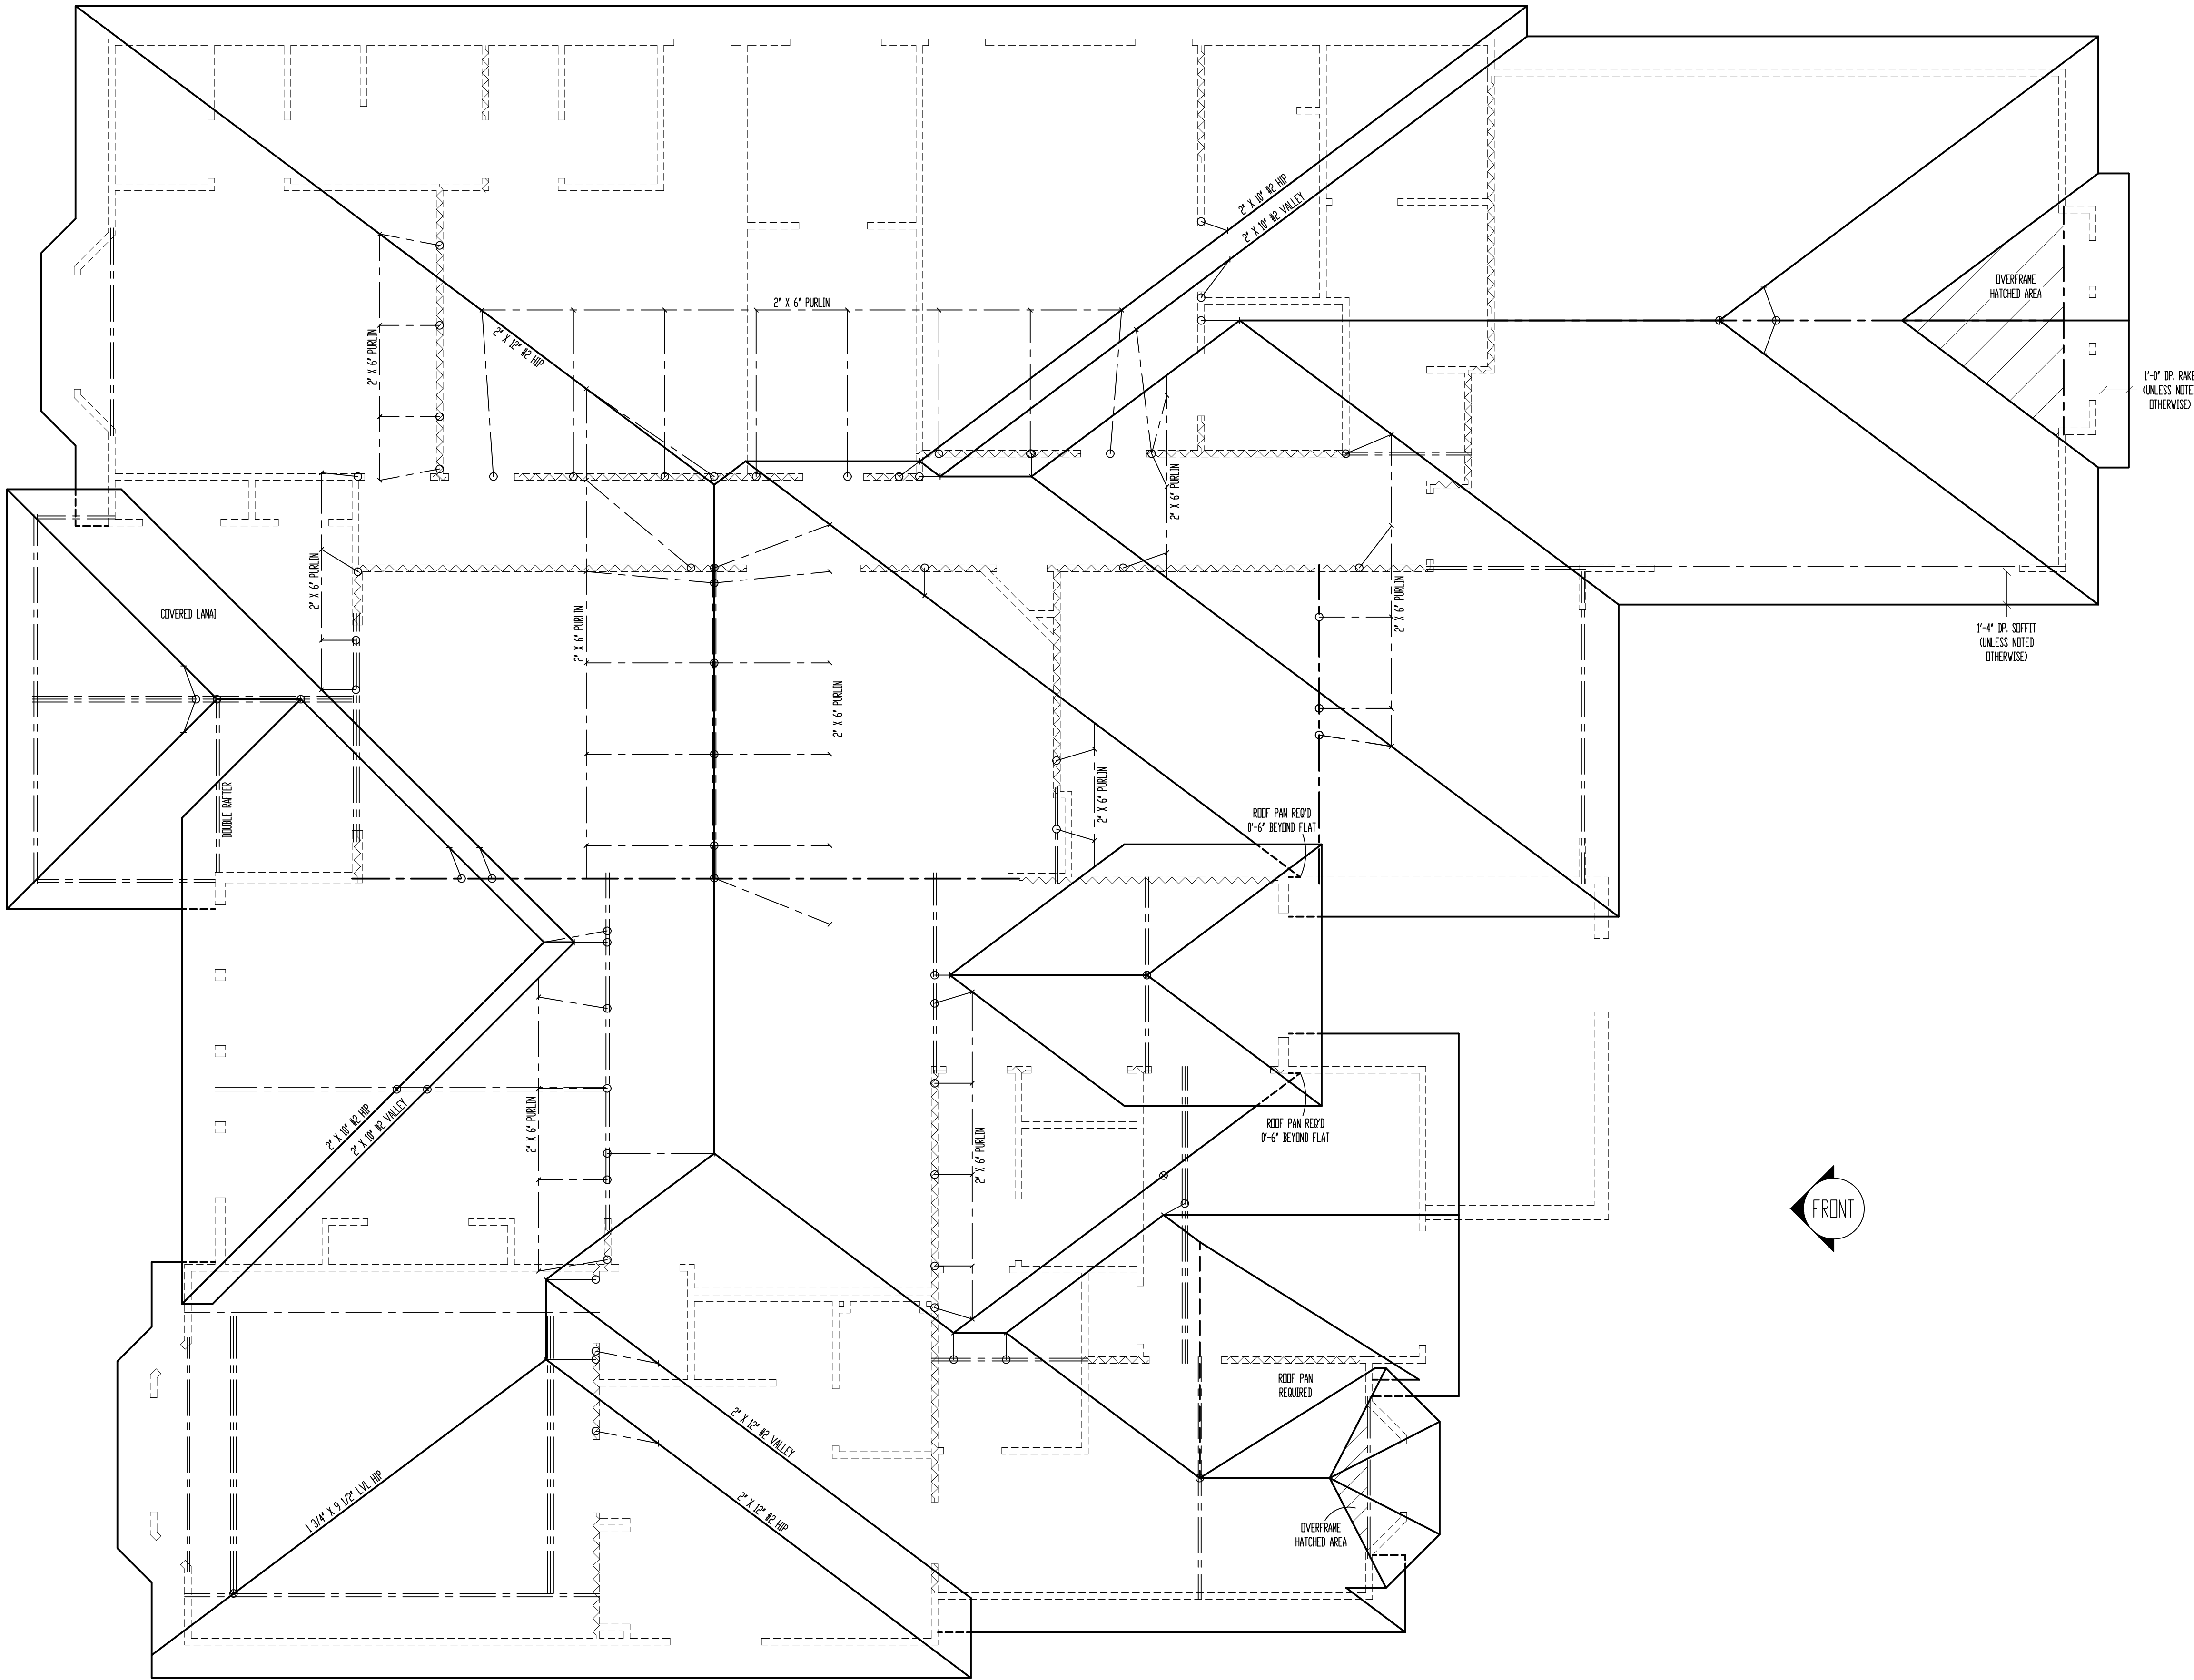 2" X 10" #2 HIP
2" X 10" #2 VALLEY
2" X 6" PURLIN
2" X 12" #2 HIP
2" X 6" PURLIN
OVERFRAME
HATCHED AREA
1'-0" DP. RAKE
(UNLESS NOTE
OTHERWISE)
2" X 6" PURLIN
2" X 6" PURLIN
2" X 6" PURLIN
2" X 6" PURLIN
COVERED LANAI
1'-4" DP. SOFFIT
(UNLESS NOTED
OTHERWISE)
2" X 6" PURLIN
DOUBLE RAFTER
2" X 6" PURLIN
ROOF PAN REQ'D
0'-6" BEYOND FLAT
2" X 10" #2 HIP
2" X 10" #2 VALLEY
2" X 6" PURLIN
2" X 6" PURLIN
ROOF PAN REQ'D
0'-6" BEYOND FLAT
FRONT
ROOF PAN
REQUIRED
2" X 12" #2 VALLEY
1 3/4" X 9 1/2" LVL HIP
2" X 12" #2 HIP
OVERFRAME
HATCHED AREA